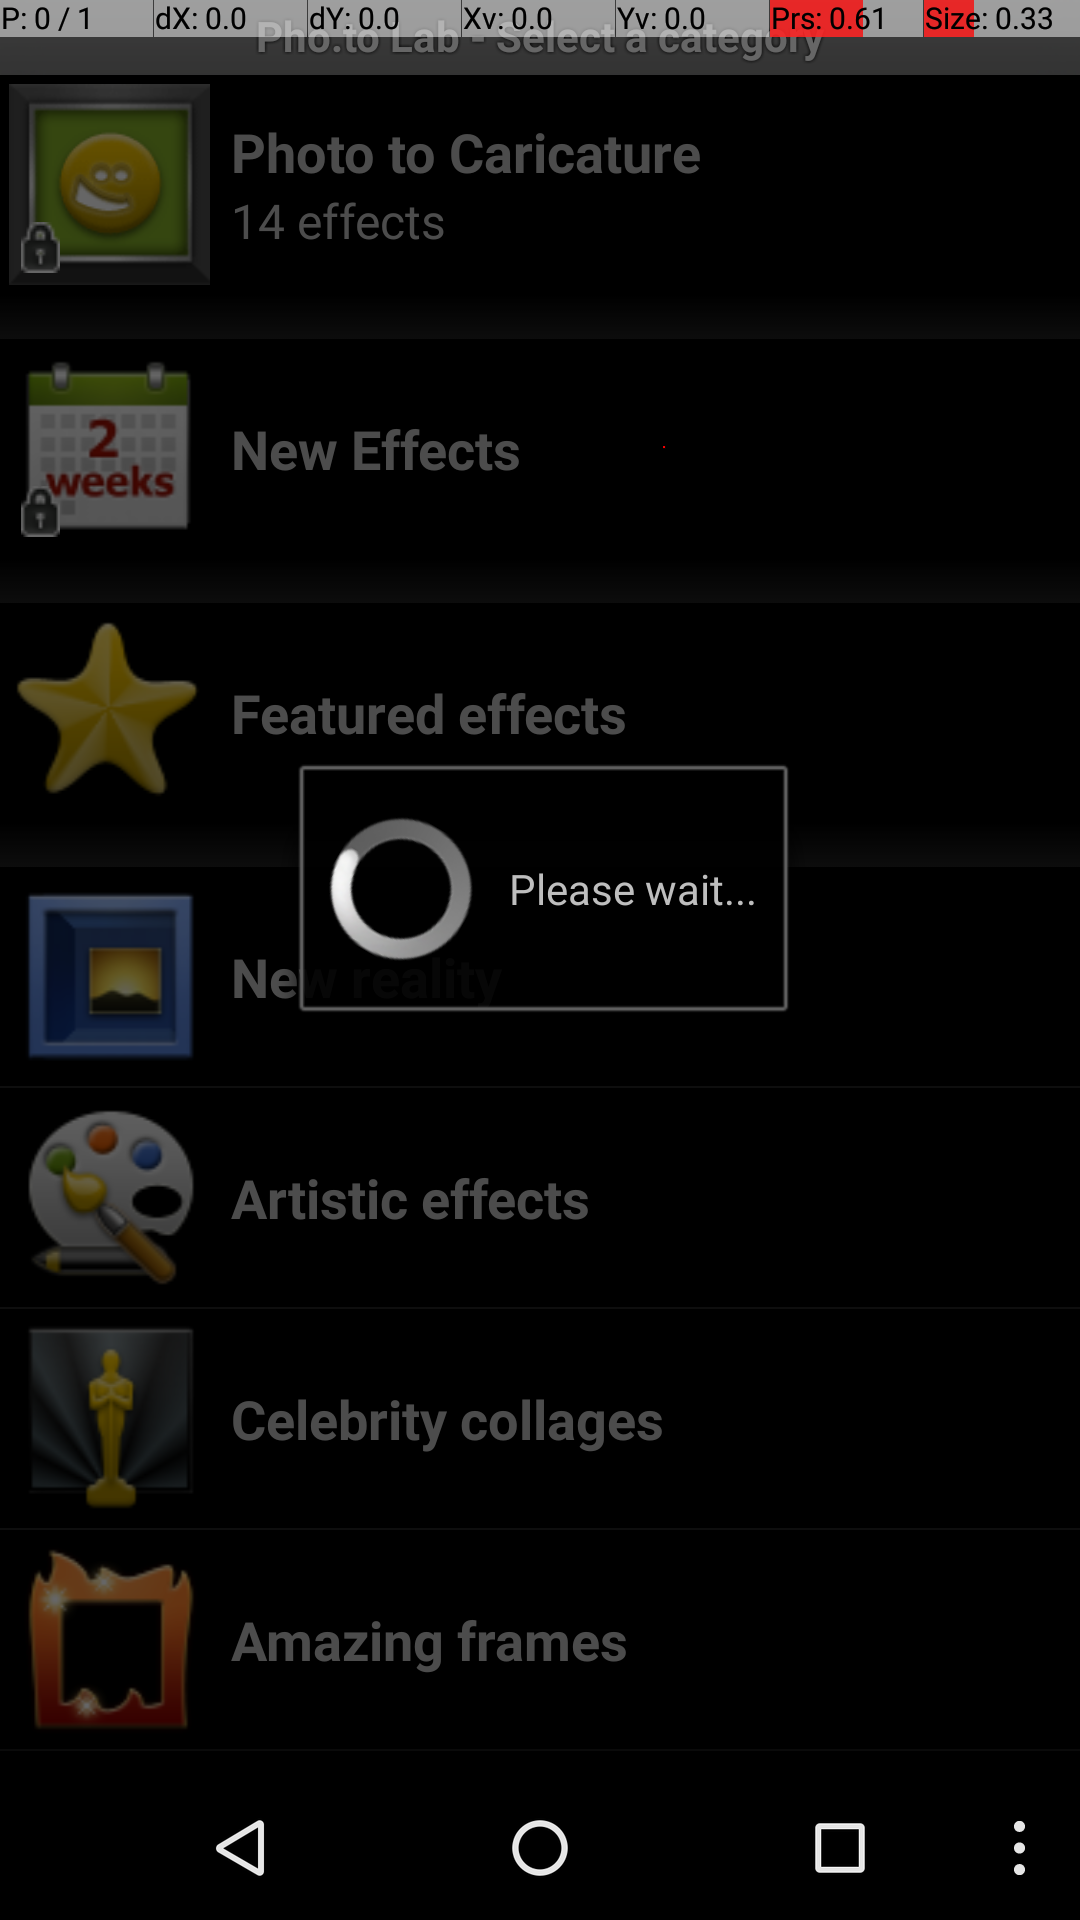 P: 0 / 1 dX: 0.0 dY: 0.0 Xv: 0.0 Yv: 0.0 Prs: 0.61 Size: 0.33
Pho.to Lab - Select a category
Photo to Caricature
14 effects
2
weeks
New Effects
Featured effects
Please wait...
New reality
Artistic effects
Celebrity collages
Amazing frames